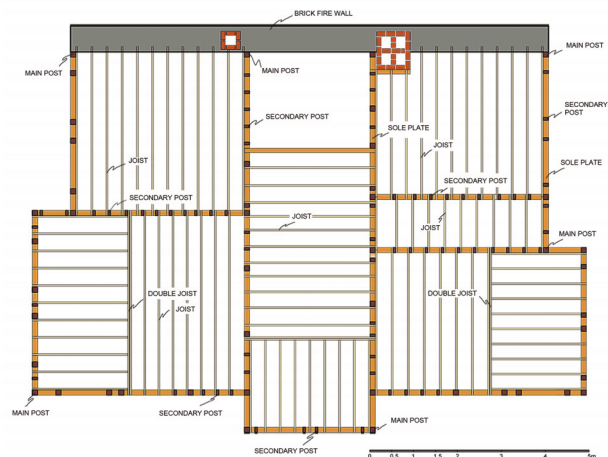 BRICK FIRE WALL
MAIN POST
MAIN POST
MAIN POST
SECONDARY POST
SECONDARY
POST
SOLE PLATE
JOIST
JOIST
SOLE PLATE
SECONDARY POST
SECONDARY POST
JOIST
JOIST
MAIN POST
DOUBLE JOIST
DOUBLE JOIST
JOIST
MAIN POST
SECONDARY POST
MAIN POST
SECONDARY POST
0 0.5 1 1.5 2 3 4 5m